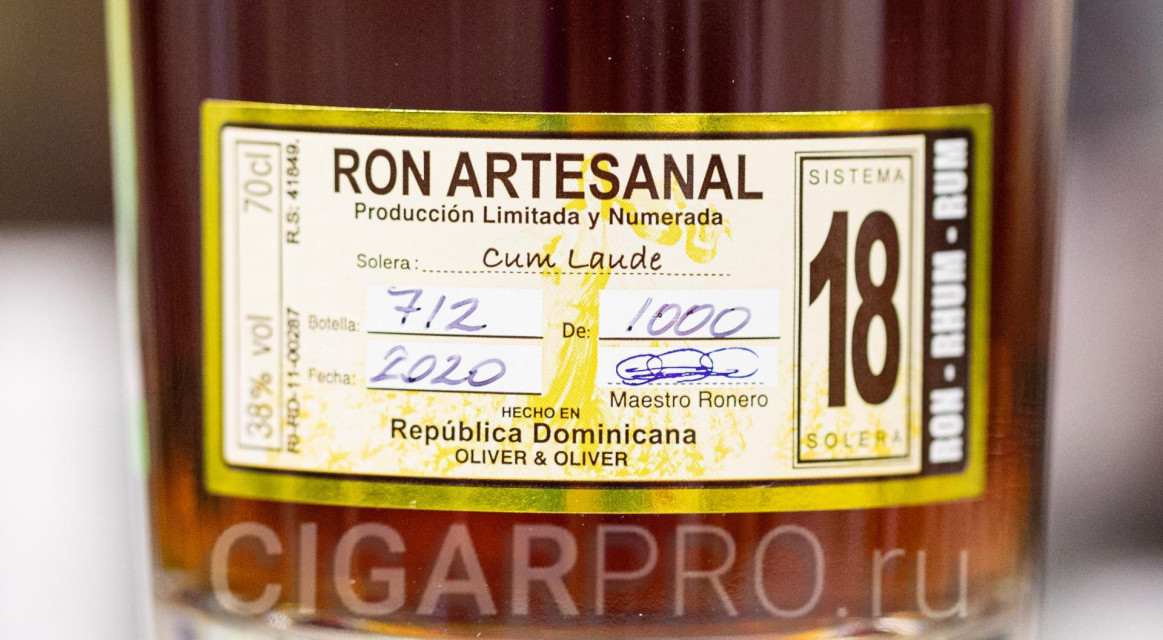 70cl
38% vol
R.S: 41849.
RI-RD-11-00287
RON ARTESANAL
Producción Limitada y Numerada
Solera: Cum Laude
Botella: 712 De: 1000
Fecha: 2020
Maestro Ronero
HECHO EN
República Dominicana
OLIVER & OLIVER
SISTEMA
18
SOLERA
RON - RHUM - RUM
CIGARPRO.ru